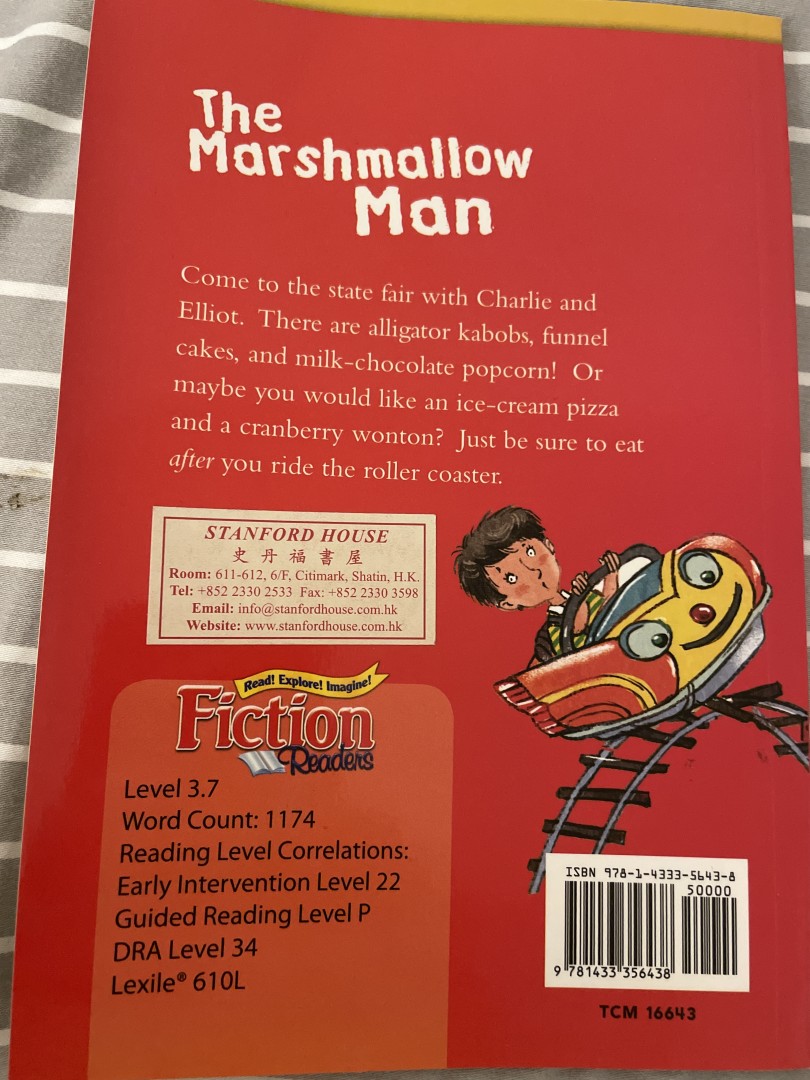 The
Marshmallow
Man
Come to the state fair with Charlie and
Elliot. There are alligator kabobs, funnel
cakes, and milk-chocolate popcorn! Or
maybe you would like an ice-cream pizza
and a cranberry wonton? Just be sure to eat
after you ride the roller coaster.
STANFORD HOUSE
史丹福書屋
Room: 611-612, 6/F, Citimark, Shatin, H.K.
Tel: +852 2330 2533 Fax: +852 2330 3598
Email: info@stanfordhouse.com.hk
Website: www.stanfordhouse.com.hk
Read! Explore! Imagine!
Fiction
Readers
Level 3.7
Word Count: 1174
Reading Level Correlations:
Early Intervention Level 22
Guided Reading Level P
DRA Level 34
Lexile® 610L
ISBN 978-1-4333-5643-8
50000
9 781433 356438
TCM 16643